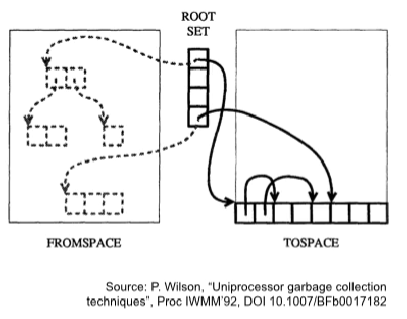 ROOT
SET
FROMSPACE
TOSPACE
Source: P. Wilson, "Uniprocessor garbage collection
techniques", Proc IWMM'92, DOI 10.1007/BFb0017182